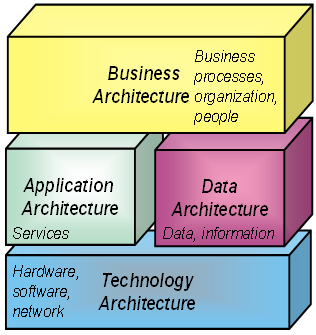 Business
Architecture
Business
processes,
organization,
people
Application
Architecture
Services
Data
Architecture
Data, information
Hardware,
software,
network
Technology
Architecture